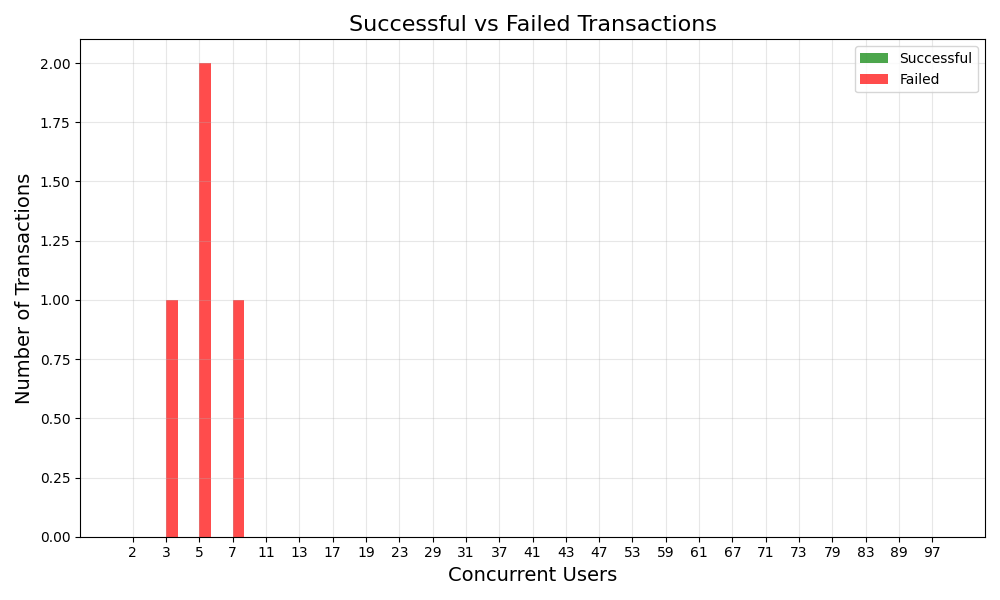 Successful vs Failed Transactions
Successful
Failed
2.00
1.75
1.50
1.25
1.00
0.75
0.50
0.25
0.00
Number of Transactions
2 3 5 7 11 13 17 19 23 29 31 37 41 43 47 53 59 61 67 71 73 79 83 89 97
Concurrent Users